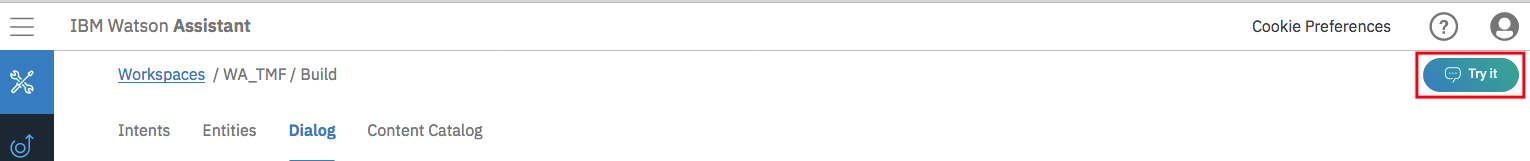 IBM Watson Assistant
Cookie Preferences
?
Workspaces / WA_TMF / Build
Try it
Intents Entities Dialog Content Catalog